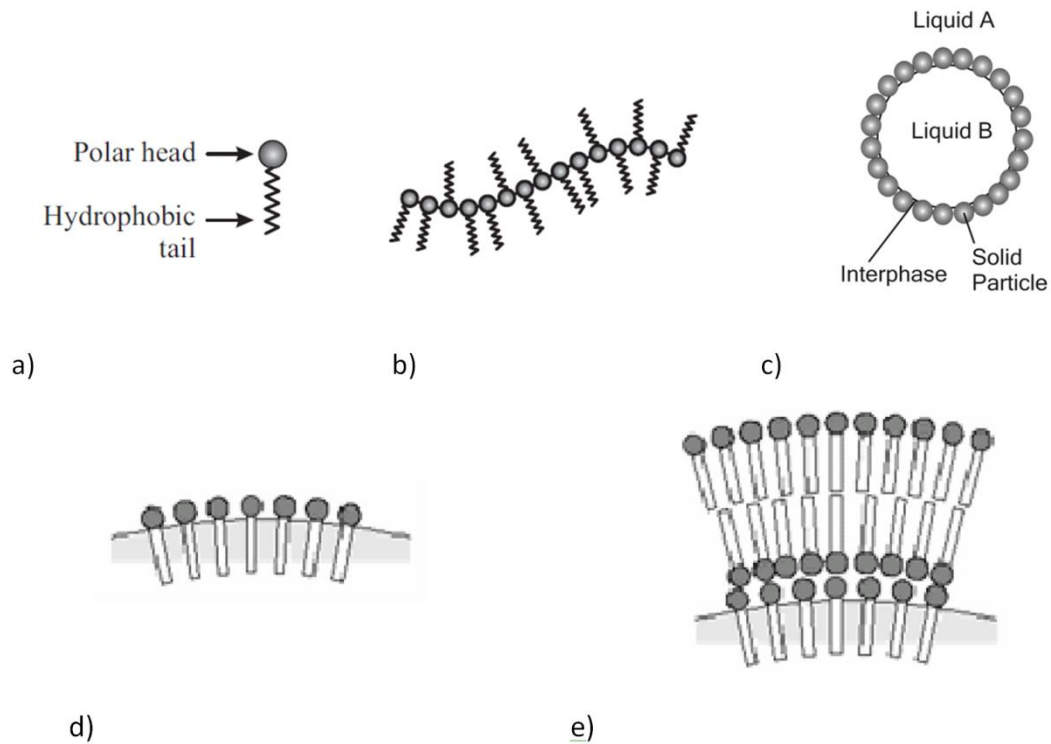 Liquid A
Polar head
Liquid B
Hydrophobic
tail
Interphase
Solid
Particle
a)
b)
c)
d)
e)